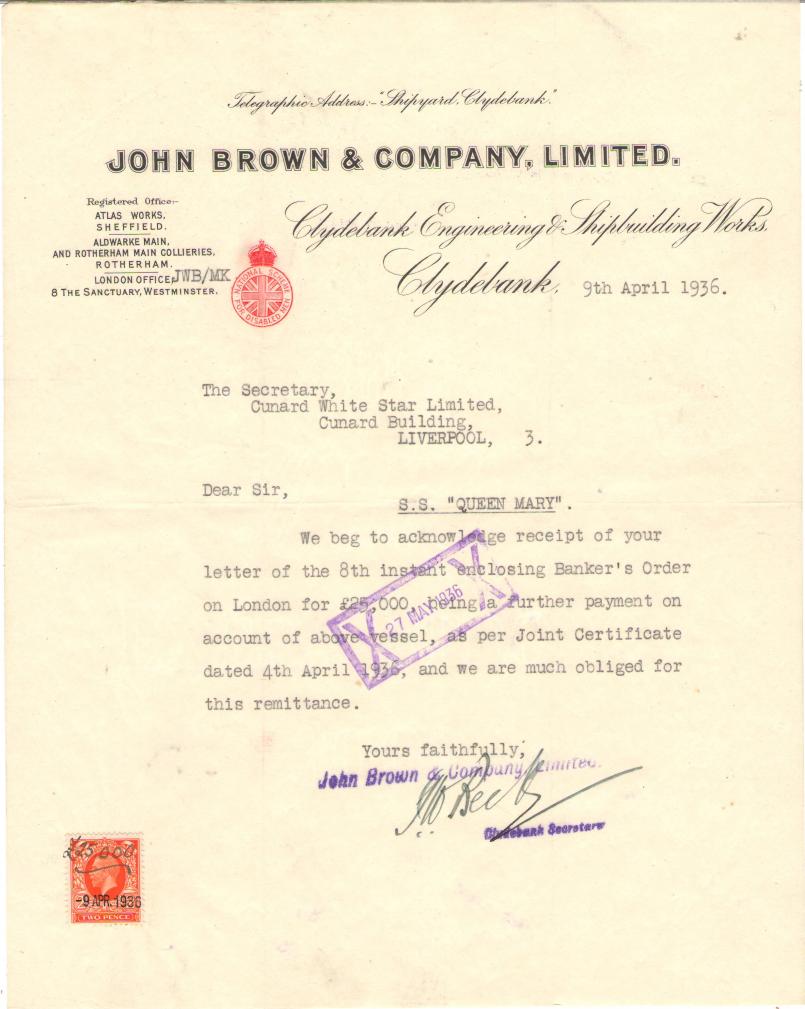 Telegraphic Address:- "Shipyard, Clydebank".
JOHN BROWN & COMPANY, LIMITED.
Registered Office:-
ATLAS WORKS,
SHEFFIELD.
ALDWARKE MAIN,
AND ROTHERHAM MAIN COLLIERIES,
ROTHERHAM.
LONDON OFFICE,
8 THE SANCTUARY, WESTMINSTER.
JWB/MK
NATIONAL SCHEME
FOR DISABLED MEN
Clydebank Engineering & Shipbuilding Works.
Clydebank, 9th April 1936.
The Secretary,
Cunard White Star Limited,
Cunard Building,
LIVERPOOL, 3.
Dear Sir,
S.S. "QUEEN MARY".
We beg to acknowledge receipt of your
letter of the 8th instant enclosing Banker's Order
on London for £25,000, being a further payment on
account of above vessel, as per Joint Certificate
dated 4th April 1936, and we are much obliged for
this remittance.
27 MAY 1936
Yours faithfully,
John Brown & Company Limited.
Clydebank Secretary
£25000
-9 APR. 1936
TWO PENCE